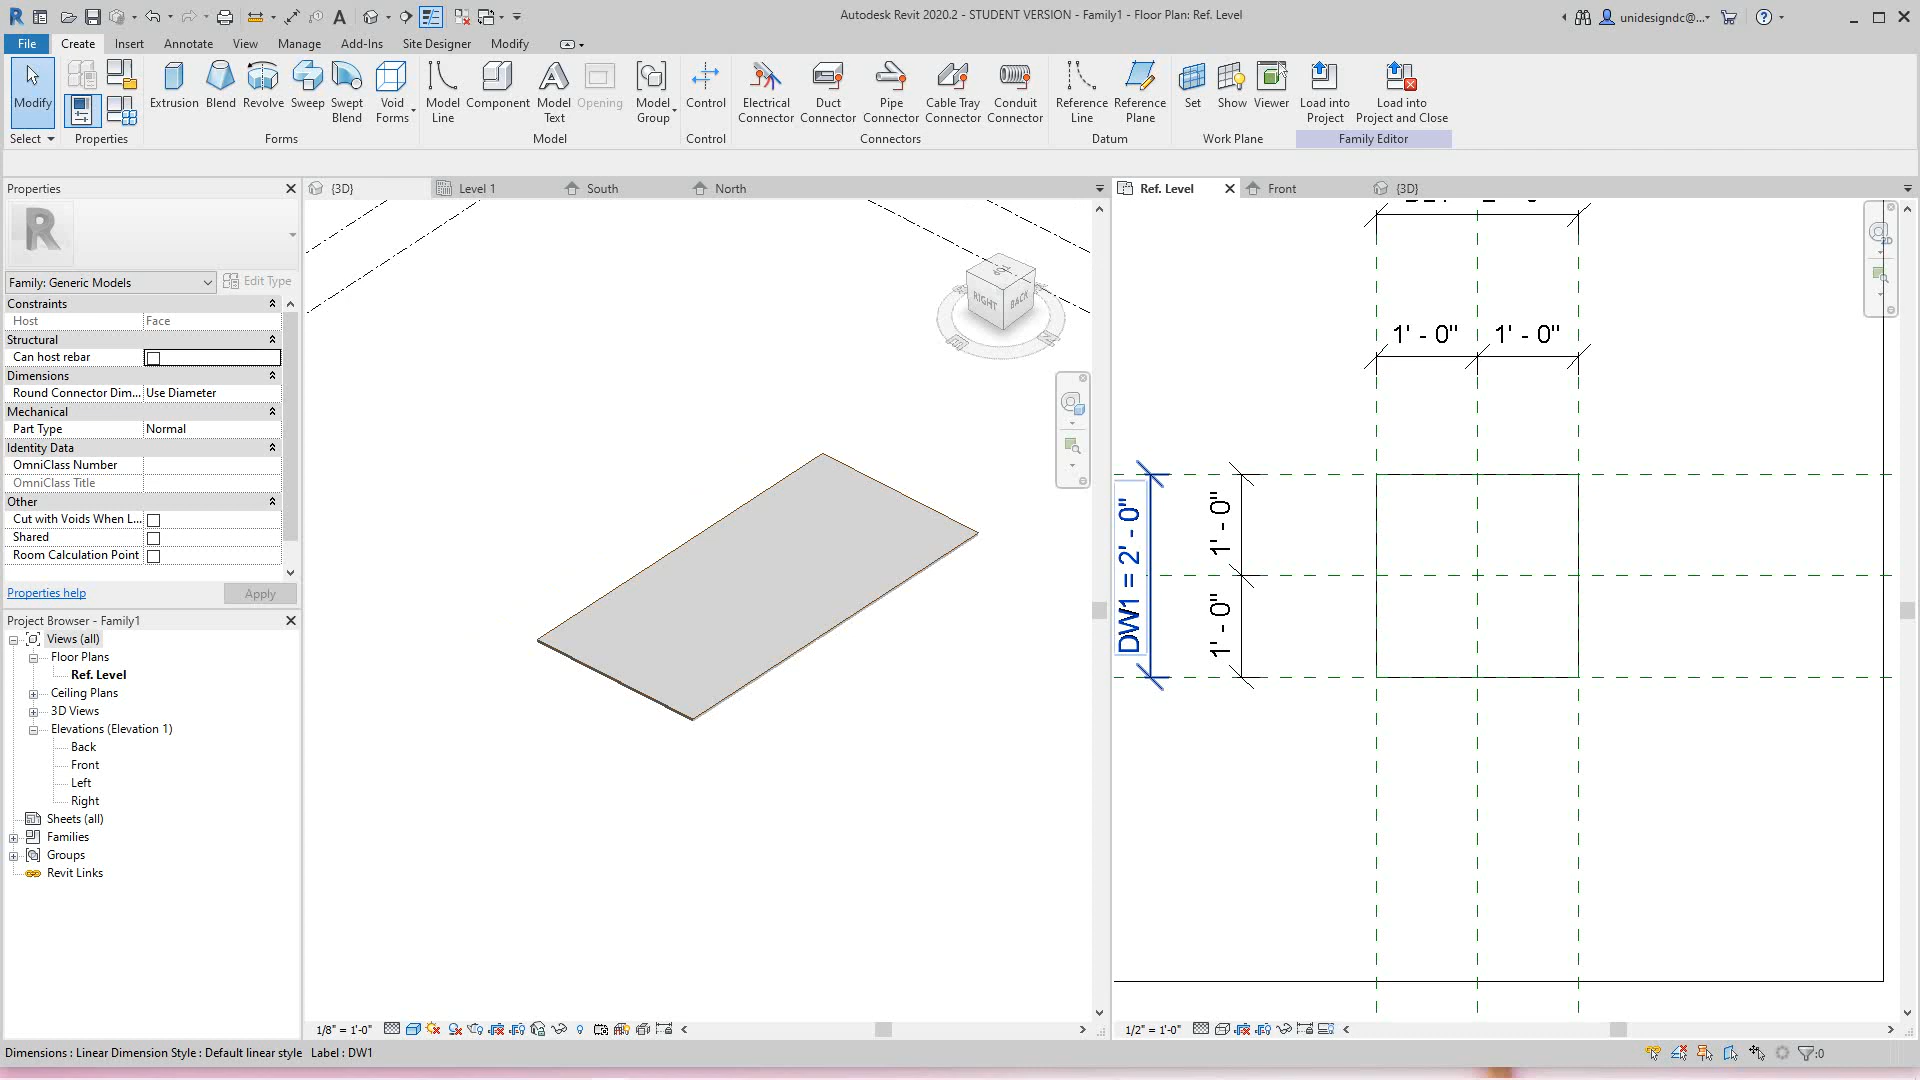 Autodesk Revit 2020.2 - STUDENT VERSION - Family1 - Floor Plan: Ref. Level
unidesigndc@...
File Create Insert Annotate View Manage Add-Ins Site Designer Modify
Modify
Extrusion Blend Revolve Sweep Swept Blend Void Forms
Model Line Component Model Text Opening Model Group
Control
Electrical Connector Duct Connector Pipe Connector Cable Tray Connector Conduit Connector
Reference Line Reference Plane
Set Show Viewer
Load into Project Load into Project and Close
Select Properties Forms Model Control Connectors Datum Work Plane Family Editor
Properties
{3D} Level 1 South North
Ref. Level Front {3D}
R
Family: Generic Models
Edit Type
Constraints
Host Face
Structural
Can host rebar
Dimensions
Round Connector Dim... Use Diameter
Mechanical
Part Type Normal
Identity Data
OmniClass Number
OmniClass Title
Other
Cut with Voids When L...
Shared
Room Calculation Point
Properties help
Apply
Project Browser - Family1
Views (all)
Floor Plans
Ref. Level
Ceiling Plans
3D Views
Elevations (Elevation 1)
Back
Front
Left
Right
Sheets (all)
Families
Groups
Revit Links
RIGHT
BACK
2D
1' - 0"
1' - 0"
DW1 = 2' - 0"
1' - 0"
1' - 0"
1/8" = 1'-0"
1/2" = 1'-0"
Dimensions : Linear Dimension Style : Default linear style Label : DW1
:0